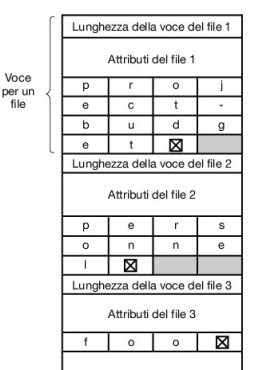 Voce
per un
file
Lunghezza della voce del file 1
Attributi del file 1
p r o j
e c t -
b u d g
e t ☒
Lunghezza della voce del file 2
Attributi del file 2
p e r s
o n n e
l ☒
Lunghezza della voce del file 3
Attributi del file 3
f o o ☒